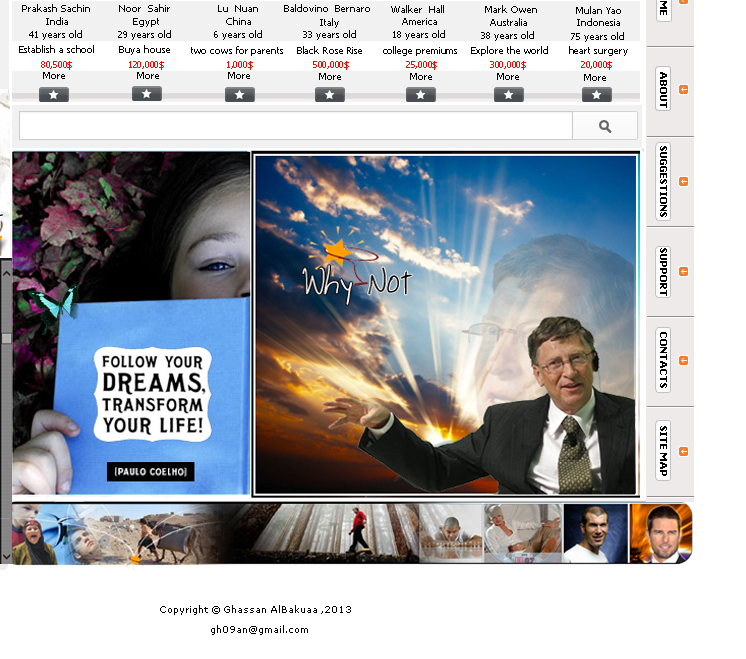 Prakash Sachin
India
41 years old
Establish a school
80,500$
More
Noor Sahir
Egypt
29 years old
Buya house
120,000$
More
Lu Nuan
China
6 years old
two cows for parents
1,000$
More
Baldovino Bernaro
Italy
33 years old
Black Rose Rise
500,000$
More
Walker Hall
America
18 years old
college premiums
25,000$
More
Mark Owen
Australia
38 years old
Explore the world
300,000$
More
Mulan Yao
Indonesia
75 years old
heart surgery
20,000$
More
ABOUT
SUGGESTIONS
SUPPORT
CONTACTS
SITE MAP
FOLLOW YOUR
DREAMS,
TRANSFORM
YOUR LIFE!
[PAULO COELHO]
Why Not
Copyright © Ghassan AlBakuaa ,2013
gh09an@gmail.com